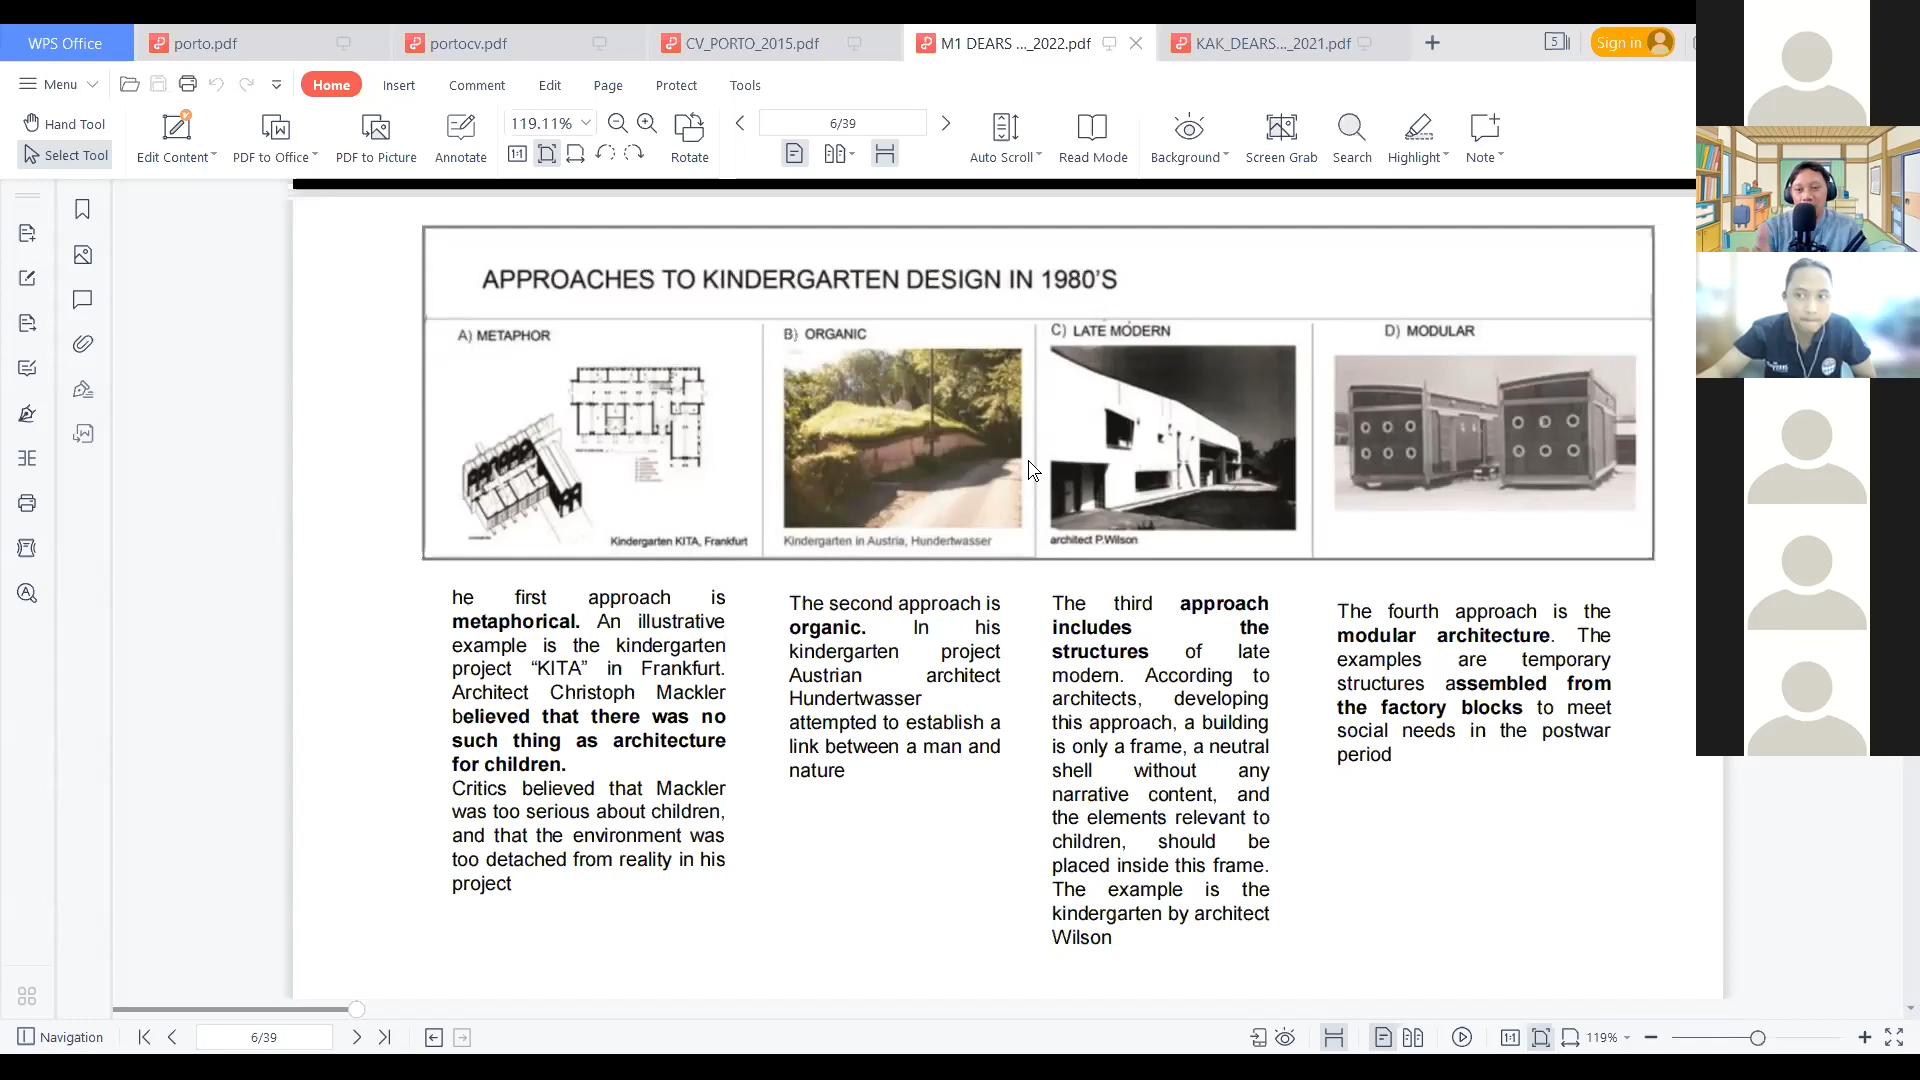 WPS Office
porto.pdf
portocv.pdf
CV_PORTO_2015.pdf
M1 DEARS ..._2022.pdf
KAK_DEARS..._2021.pdf
5
Sign in
Menu
Home
Insert
Comment
Edit
Page
Protect
Tools
Hand Tool
Select Tool
Edit Content
PDF to Office
PDF to Picture
Annotate
119.11%
1:1
Rotate
6/39
Auto Scroll
Read Mode
Background
Screen Grab
Search
Highlight
Note
APPROACHES TO KINDERGARTEN DESIGN IN 1980'S
A) METAPHOR
Kindergarten KITA, Frankfurt
B) ORGANIC
Kindergarten in Austria, Hundertwasser
C) LATE MODERN
architect P.Wilson
D) MODULAR
he first approach is
metaphorical. An illustrative
example is the kindergarten
project “KITA” in Frankfurt.
Architect Christoph Mackler
believed that there was no
such thing as architecture
for children.
Critics believed that Mackler
was too serious about children,
and that the environment was
too detached from reality in his
project
The second approach is
organic. In his
kindergarten project
Austrian architect
Hundertwasser
attempted to establish a
link between a man and
nature
The third approach
includes the
structures of late
modern. According to
architects, developing
this approach, a building
is only a frame, a neutral
shell without any
narrative content, and
the elements relevant to
children, should be
placed inside this frame.
The example is the
kindergarten by architect
Wilson
The fourth approach is the
modular architecture. The
examples are temporary
structures assembled from
the factory blocks to meet
social needs in the postwar
period
Navigation
6/39
1:1
119%